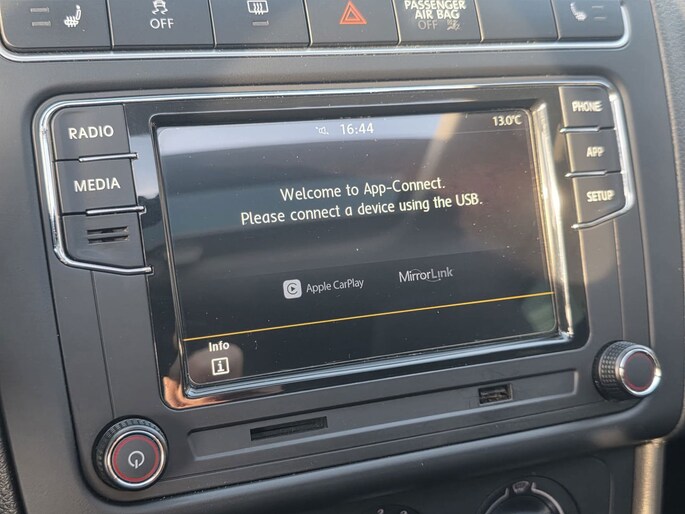 OFF
PASSENGER
AIR BAG
OFF
RADIO
MEDIA
PHONE
APP
SETUP
16:44
13.0°C
Welcome to App-Connect.
Please connect a device using the USB.
Apple CarPlay
MirrorLink
Info
i